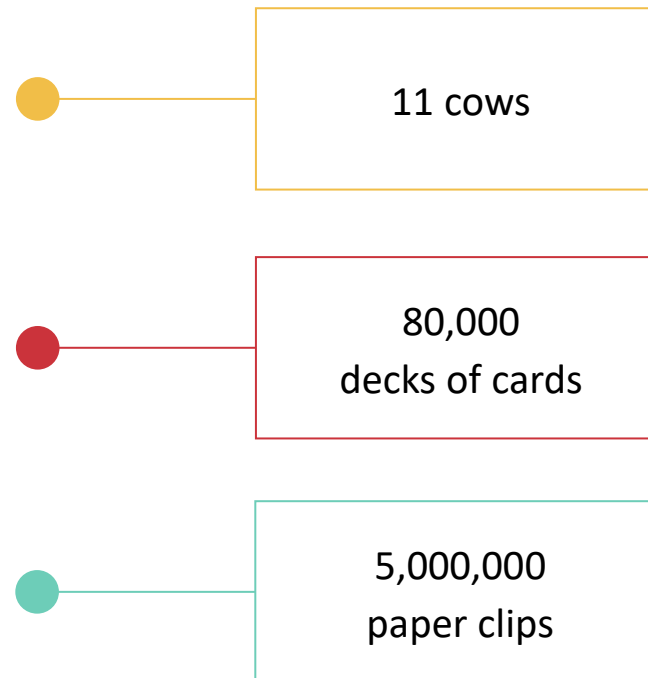 11 cows
80,000
decks of cards
5,000,000
paper clips